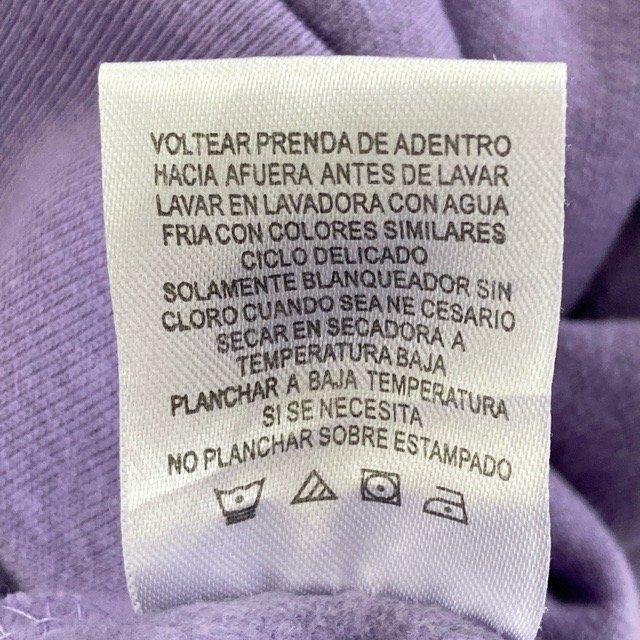 VOLTEAR PRENDA DE ADENTRO
HACIA AFUERA ANTES DE LAVAR
LAVAR EN LAVADORA CON AGUA
FRIA CON COLORES SIMILARES
CICLO DELICADO
SOLAMENTE BLANQUEADOR SIN
CLORO CUANDO SEA NE CESARIO
SECAR EN SECADORA A
TEMPERATURA BAJA
PLANCHAR A BAJA TEMPERATURA
SI SE NECESITA
NO PLANCHAR SOBRE ESTAMPADO